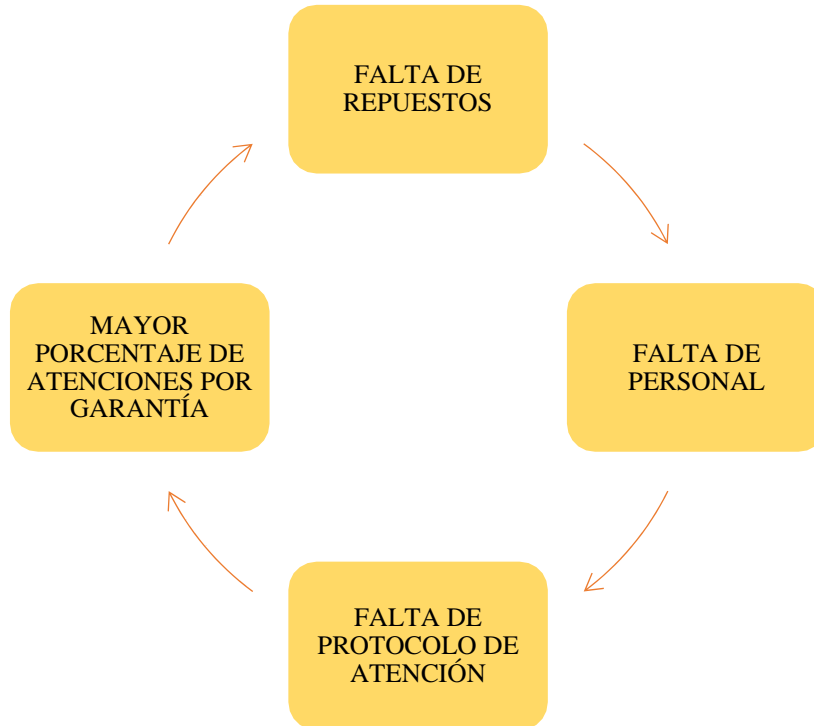 FALTA DE
REPUESTOS
FALTA DE
PERSONAL
FALTA DE
PROTOCOLO DE
ATENCIÓN
MAYOR
PORCENTAJE DE
ATENCIONES POR
GARANTÍA